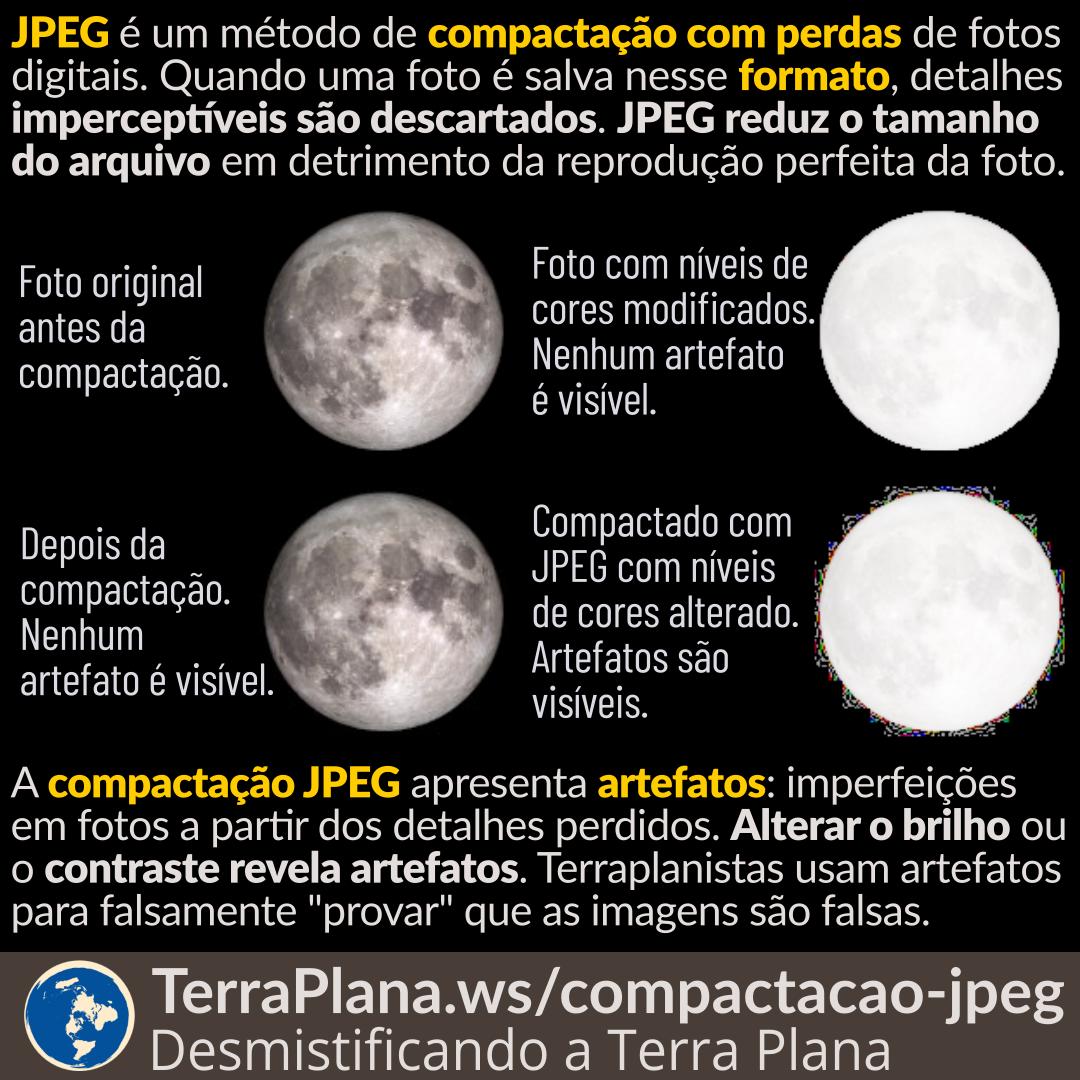 JPEG é um método de compactação com perdas de fotos
digitais. Quando uma foto é salva nesse formato, detalhes
imperceptíveis são descartados. JPEG reduz o tamanho
do arquivo em detrimento da reprodução perfeita da foto.
Foto original
antes da
compactação.
Foto com níveis de
cores modificados.
Nenhum artefato
é visível.
Depois da
compactação.
Nenhum
artefato é visível.
Compactado com
JPEG com níveis
de cores alterado.
Artefatos são
visíveis.
A compactação JPEG apresenta artefatos: imperfeições
em fotos a partir dos detalhes perdidos. Alterar o brilho ou
o contraste revela artefatos. Terraplanistas usam artefatos
para falsamente "provar" que as imagens são falsas.
TerraPlana.ws/compactacao-jpeg
Desmistificando a Terra Plana